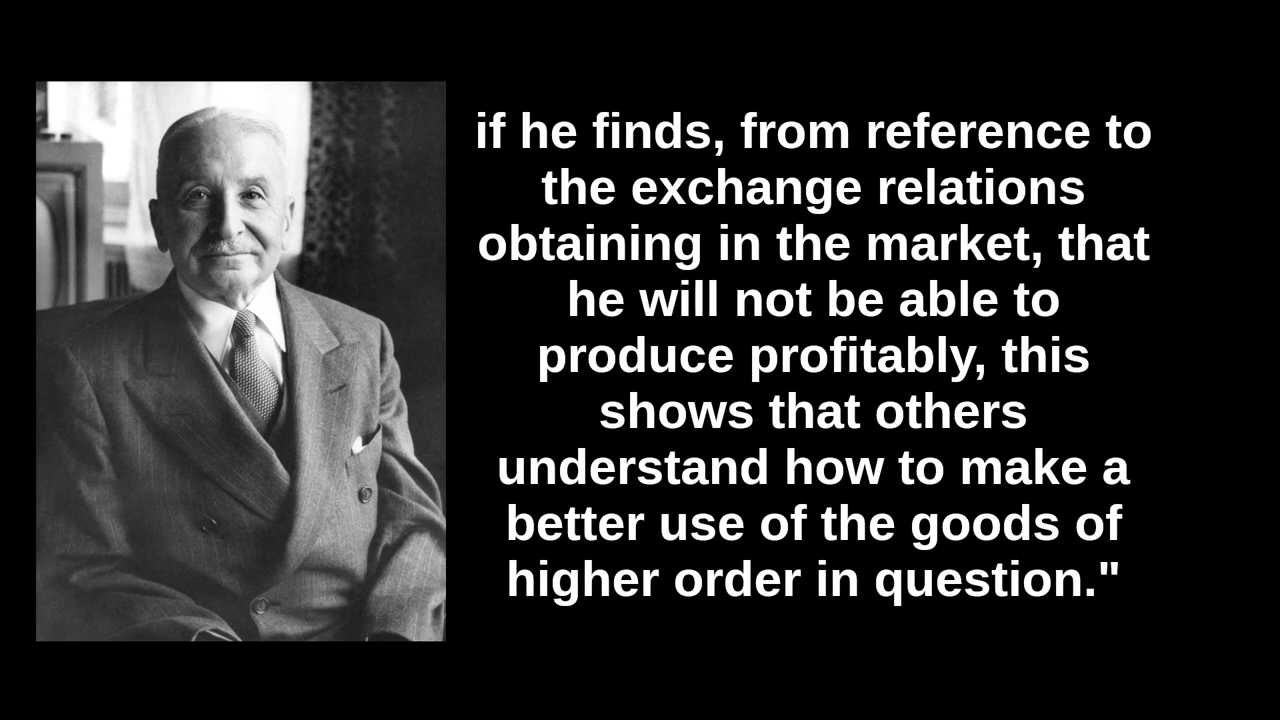 if he finds, from reference to
the exchange relations
obtaining in the market, that
he will not be able to
produce profitably, this
shows that others
understand how to make a
better use of the goods of
higher order in question."